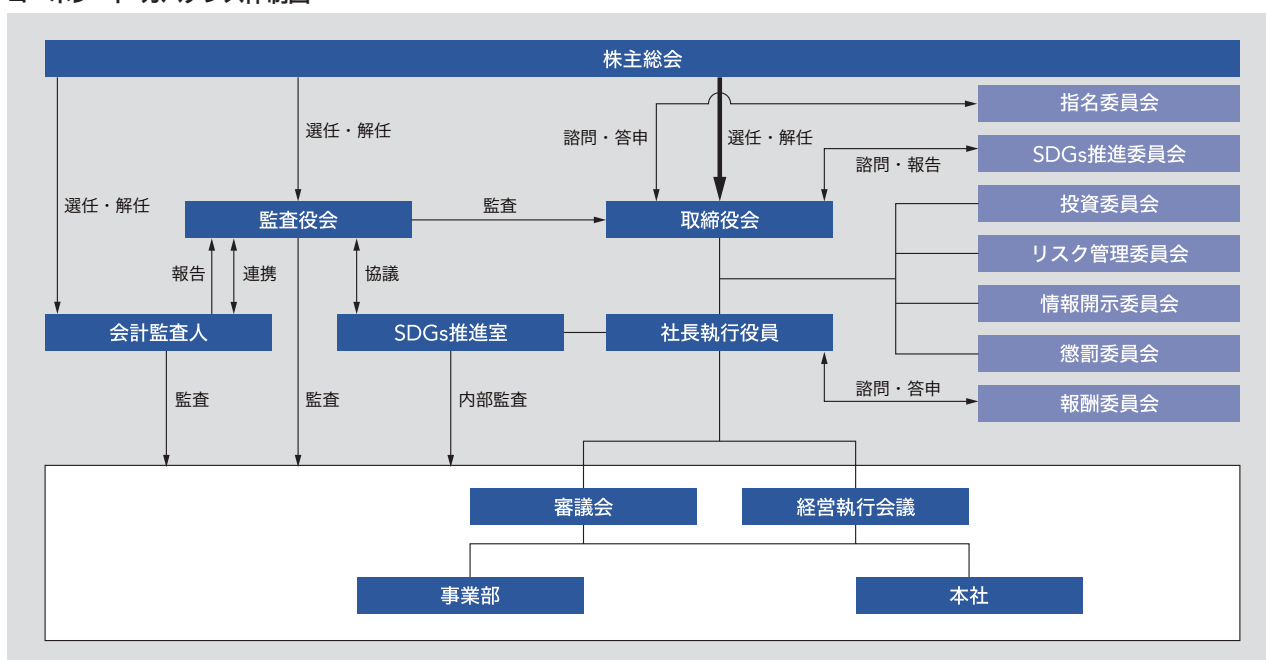 株主総会
指名委員会
選任・解任
諮問・答申
選任・解任
SDGs推進委員会
諮問・報告
選任・解任
監査役会
監査
取締役会
投資委員会
リスク管理委員会
報告
連携
協議
情報開示委員会
会計監査人
SDGs推進室
社長執行役員
懲罰委員会
監査
監査
内部監査
諮問・答申
報酬委員会
審議会
経営執行会議
事業部
本社